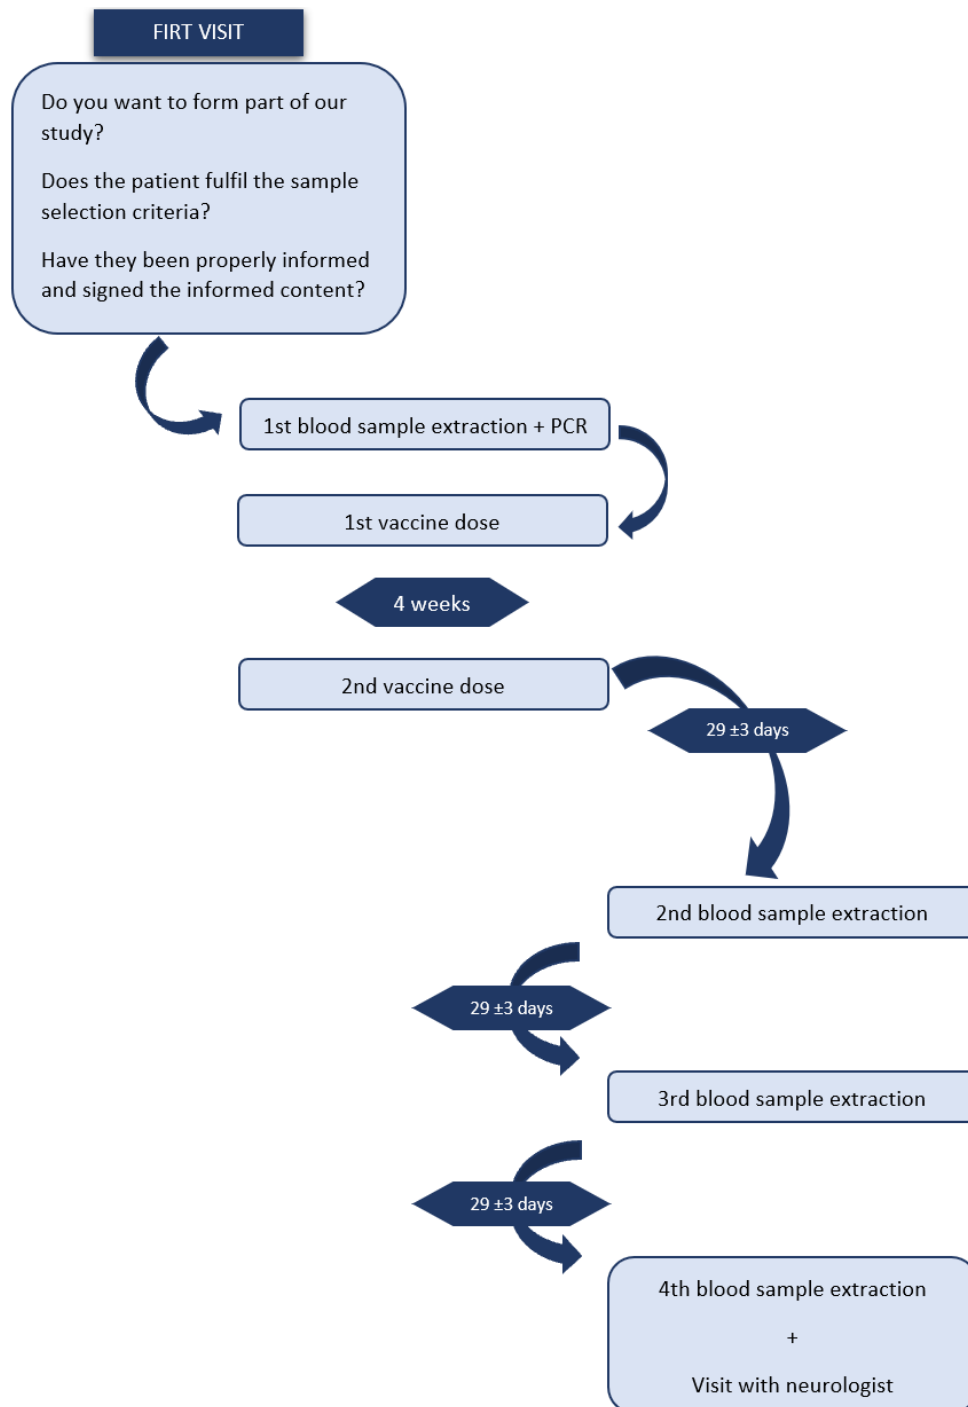 FIRT VISIT
Do you want to form part of our
study?
Does the patient fulfil the sample
selection criteria?
Have they been properly informed
and signed the informed content?
1st blood sample extraction + PCR
1st vaccine dose
4 weeks
2nd vaccine dose
29 ±3 days
2nd blood sample extraction
29 ±3 days
3rd blood sample extraction
29 ±3 days
4th blood sample extraction
+
Visit with neurologist